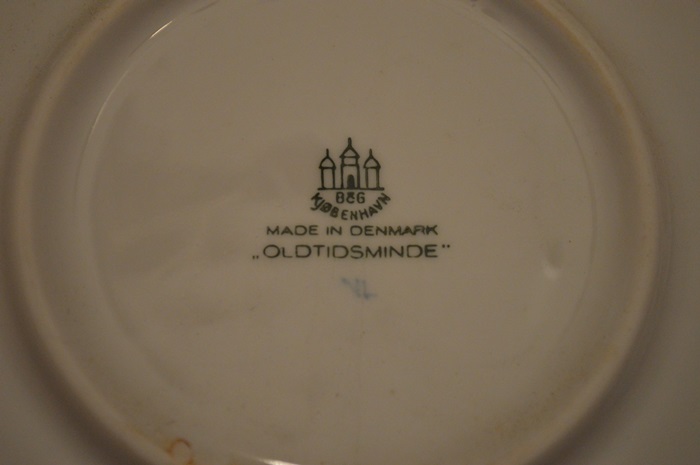 B&G
KJØBENHAVN
MADE IN DENMARK
„OLDTIDSMINDE"